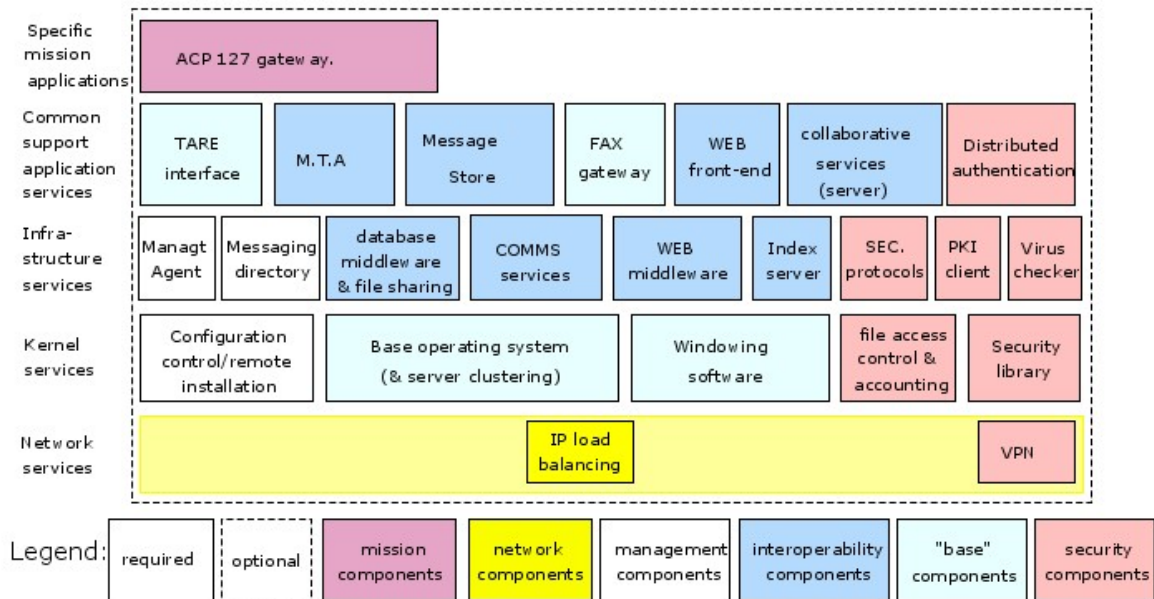 Specific
mission
applications
ACP 127 gateway.
Common
support
application
services
TARE
interface
M.T.A
Message
Store
FAX
gateway
WEB
front-end
collaborative
services
(server)
Distributed
authentication
Infra-
structure
services
Managt
Agent
Messaging
directory
database
middleware
& file sharing
COMMS
services
WEB
middleware
Index
server
SEC.
protocols
PKI
client
Virus
checker
Kernel
services
Configuration
control/remote
installation
Base operating system
(& server clustering)
Windowing
software
file access
control &
accounting
Security
library
Network
services
IP load
balancing
VPN
Legend:
required
optional
mission
components
network
components
management
components
interoperability
components
"base"
components
security
components